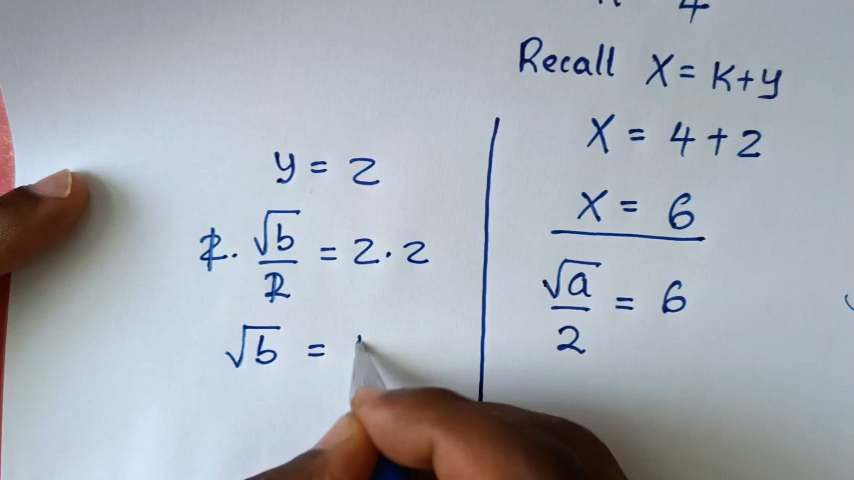 Recall X = K+y
X = 4 + 2
X = 6
√a/2 = 6
y = 2
2 · √b/2 = 2 · 2
√b =